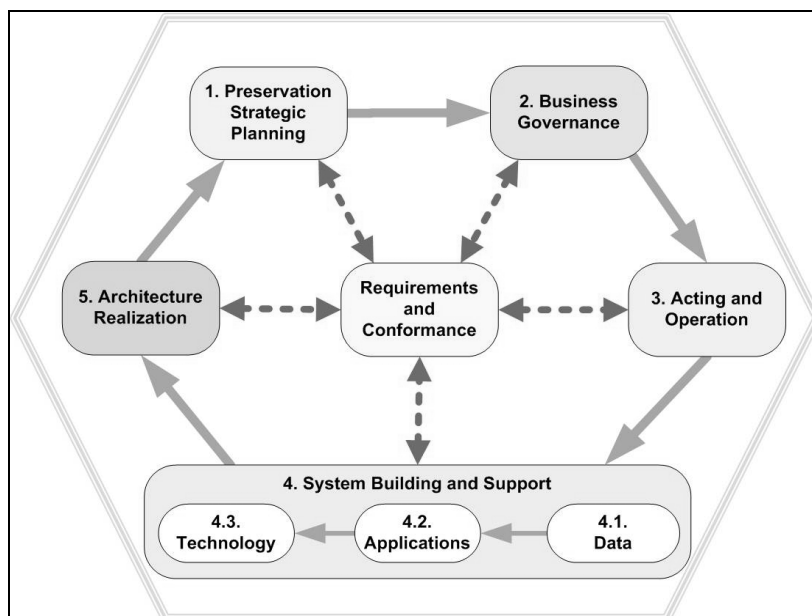 1. Preservation
Strategic
Planning
2. Business
Governance
5. Architecture
Realization
Requirements
and
Conformance
3. Acting and
Operation
4. System Building and Support
4.3.
Technology
4.2.
Applications
4.1.
Data